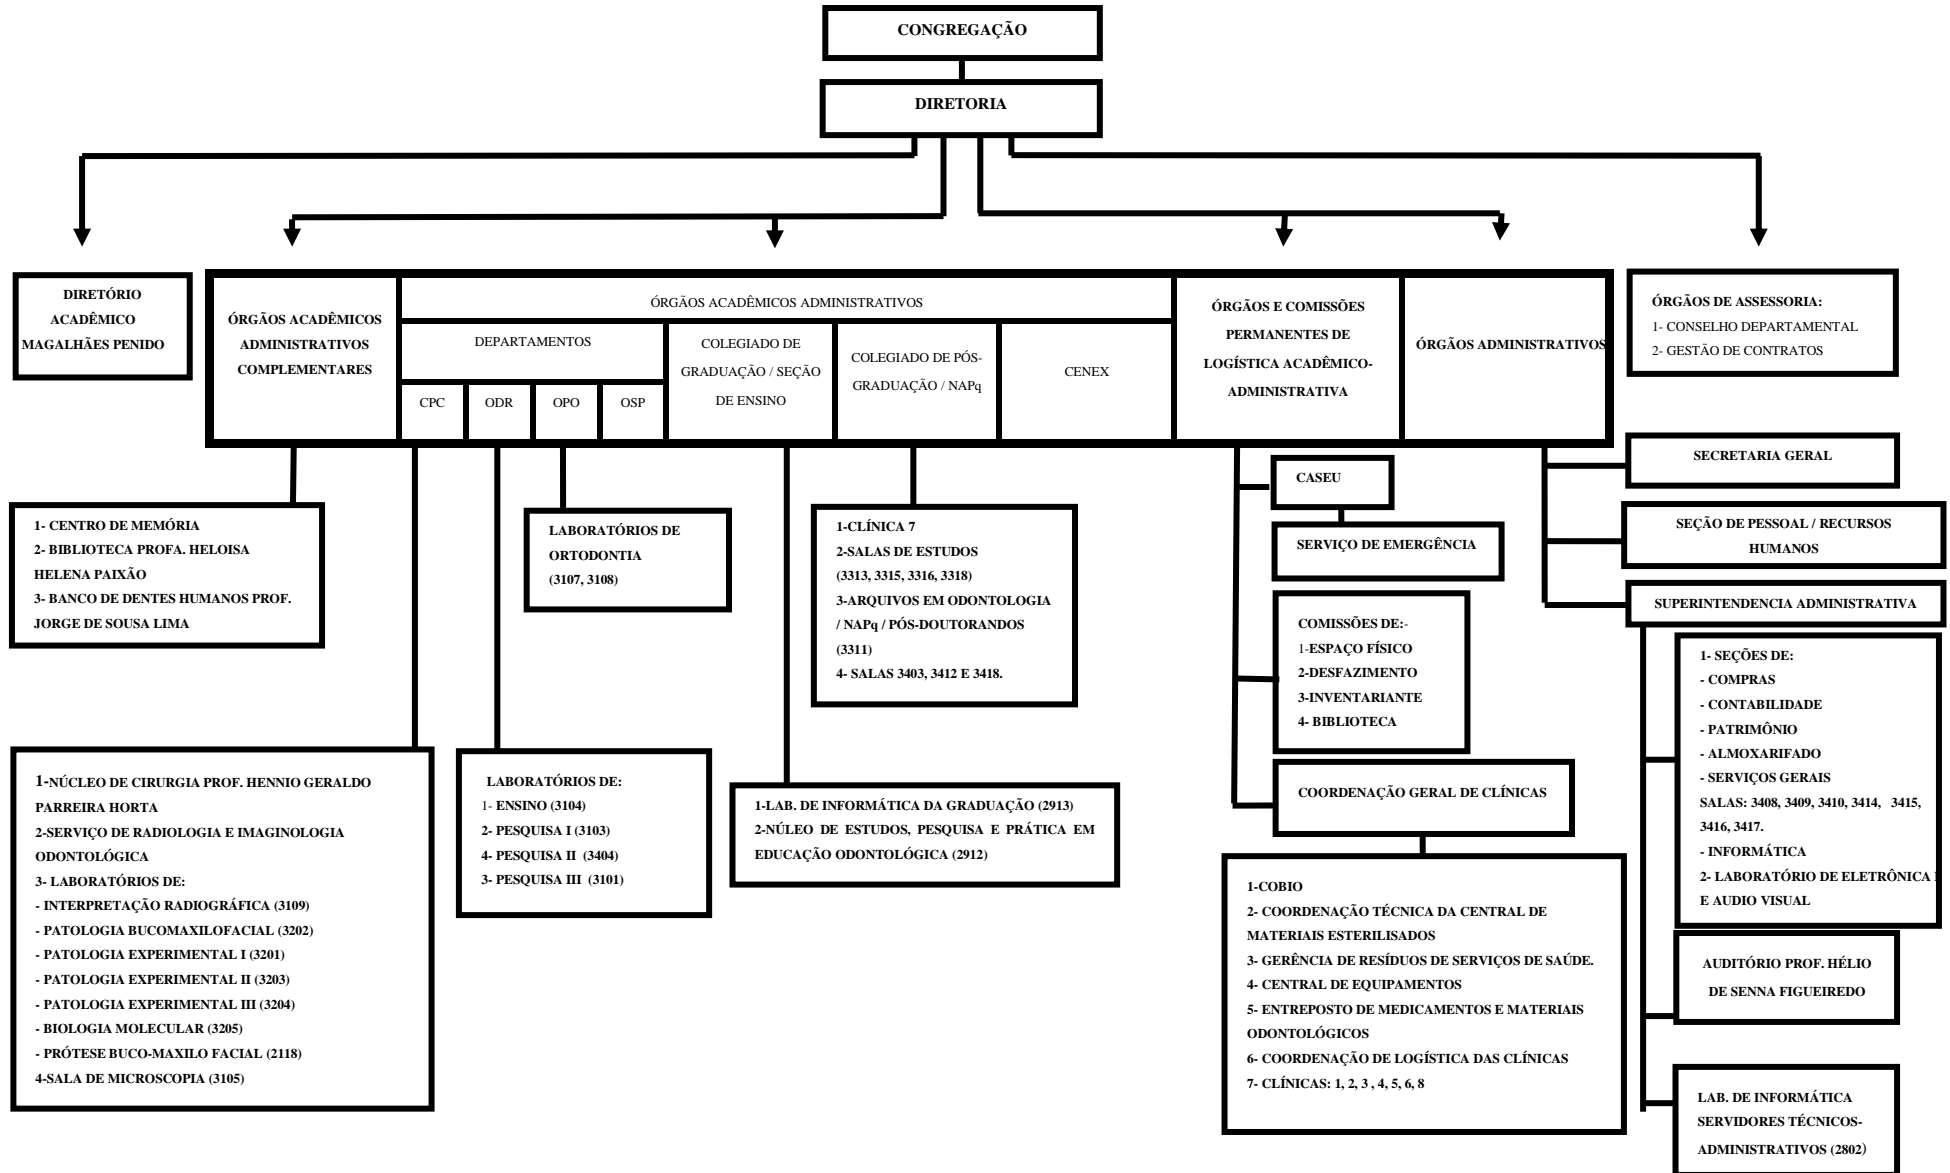 CONGREGAÇÃO
DIRETORIA
DIRETÓRIO
ACADÊMICO
MAGALHÃES PENIDO
ÓRGÃOS ACADÊMICOS
ADMINISTRATIVOS
COMPLEMENTARES
ÓRGÃOS ACADÊMICOS ADMINISTRATIVOS
DEPARTAMENTOS
CPC
ODR
OPO
OSP
COLEGIADO DE
GRADUAÇÃO / SEÇÃO
DE ENSINO
COLEGIADO DE PÓS-
GRADUAÇÃO / NAPq
CENEX
ÓRGÃOS E COMISSÕES
PERMANENTES DE
LOGÍSTICA ACADÊMICO-
ADMINISTRATIVA
ÓRGÃOS ADMINISTRATIVOS
ÓRGÃOS DE ASSESSORIA:
1- CONSELHO DEPARTAMENTAL
2- GESTÃO DE CONTRATOS
1- CENTRO DE MEMÓRIA
2- BIBLIOTECA PROFA. HELOISA
HELENA PAIXÃO
3- BANCO DE DENTES HUMANOS PROF.
JORGE DE SOUSA LIMA
1-NÚCLEO DE CIRURGIA PROF. HENNIO GERALDO
PARREIRA HORTA
2-SERVIÇO DE RADIOLOGIA E IMAGINOLOGIA
ODONTOLÓGICA
3- LABORATÓRIOS DE:
- INTERPRETAÇÃO RADIOGRÁFICA (3109)
- PATOLOGIA BUCOMAXILOFACIAL (3202)
- PATOLOGIA EXPERIMENTAL I (3201)
- PATOLOGIA EXPERIMENTAL II (3203)
- PATOLOGIA EXPERIMENTAL III (3204)
- BIOLOGIA MOLECULAR (3205)
- PRÓTESE BUCO-MAXILO FACIAL (2118)
4-SALA DE MICROSCOPIA (3105)
LABORATÓRIOS DE:
1- ENSINO (3104)
2- PESQUISA I (3103)
4- PESQUISA II (3404)
3- PESQUISA III (3101)
LABORATÓRIOS DE
ORTODONTIA
(3107, 3108)
1-LAB. DE INFORMÁTICA DA GRADUAÇÃO (2913)
2-NÚLEO DE ESTUDOS, PESQUISA E PRÁTICA EM
EDUCAÇÃO ODONTOLÓGICA (2912)
1-CLÍNICA 7
2-SALAS DE ESTUDOS
(3313, 3315, 3316, 3318)
3-ARQUIVOS EM ODONTOLOGIA
/ NAPq / PÓS-DOUTORANDOS
(3311)
4- SALAS 3403, 3412 E 3418.
CASEU
SERVIÇO DE EMERGÊNCIA
COMISSÕES DE:-
1-ESPAÇO FÍSICO
2-DESFAZIMENTO
3-INVENTARIANTE
4- BIBLIOTECA
COORDENAÇÃO GERAL DE CLÍNICAS
1-COBIO
2- COORDENAÇÃO TÉCNICA DA CENTRAL DE
MATERIAIS ESTERILISADOS
3- GERÊNCIA DE RESÍDUOS DE SERVIÇOS DE SAÚDE.
4- CENTRAL DE EQUIPAMENTOS
5- ENTREPOSTO DE MEDICAMENTOS E MATERIAIS
ODONTOLÓGICOS
6- COORDENAÇÃO DE LOGÍSTICA DAS CLÍNICAS
7- CLÍNICAS: 1, 2, 3 , 4, 5, 6, 8
SECRETARIA GERAL
SEÇÃO DE PESSOAL / RECURSOS
HUMANOS
SUPERINTENDENCIA ADMINISTRATIVA
1- SEÇÕES DE:
- COMPRAS
- CONTABILIDADE
- PATRIMÔNIO
- ALMOXARIFADO
- SERVIÇOS GERAIS
SALAS: 3408, 3409, 3410, 3414, 3415,
3416, 3417.
- INFORMÁTICA
2- LABORATÓRIO DE ELETRÔNICA
E AUDIO VISUAL
AUDITÓRIO PROF. HÉLIO
DE SENNA FIGUEIREDO
LAB. DE INFORMÁTICA
SERVIDORES TÉCNICOS-
ADMINISTRATIVOS (2802)